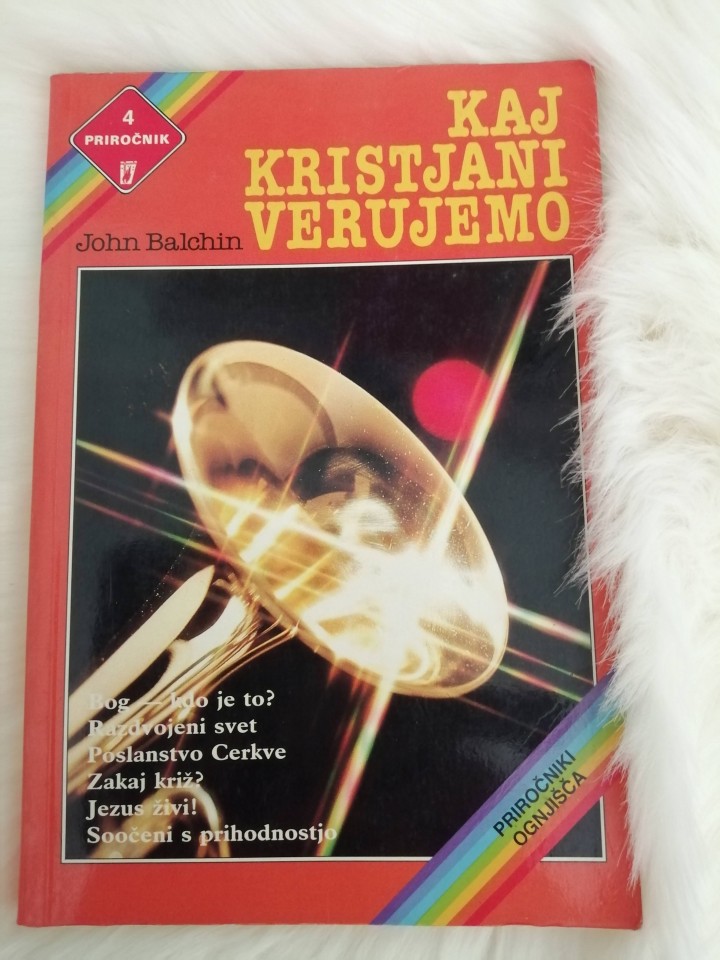 4
PRIROČNIK
KAJ
KRISTJANI
VERUJEMO
John Balchin
Bog — kdo je to?
Razdvojeni svet
Poslanstvo Cerkve
Zakaj križ?
Jezus živi!
Soočeni s prihodnostjo
PRIROČNIKI
OGNJIŠČA